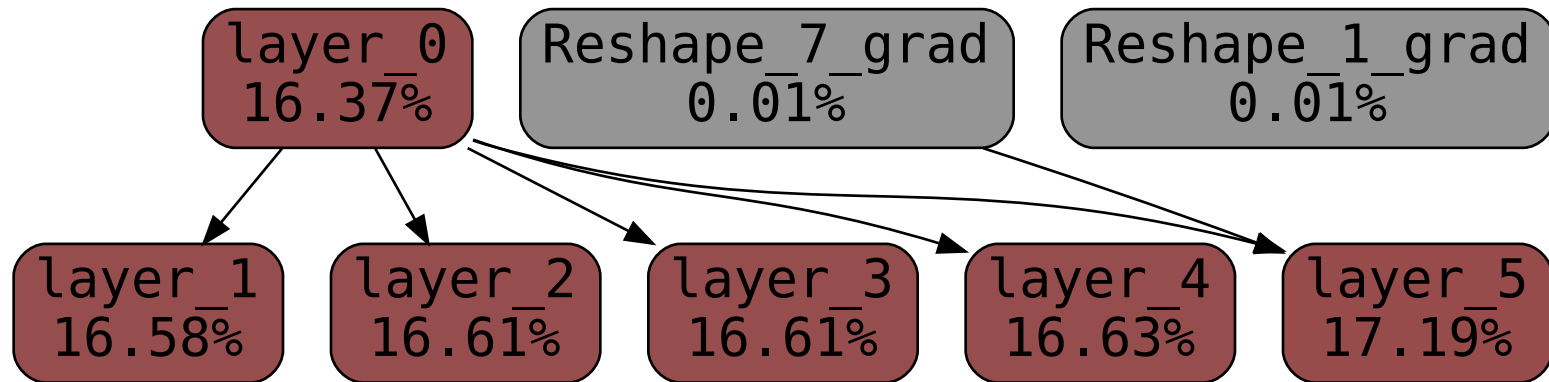 layer_0
16.37%
Reshape_7_grad
0.01%
Reshape_1_grad
0.01%
layer_1
16.58%
layer_2
16.61%
layer_3
16.61%
layer_4
16.63%
layer_5
17.19%